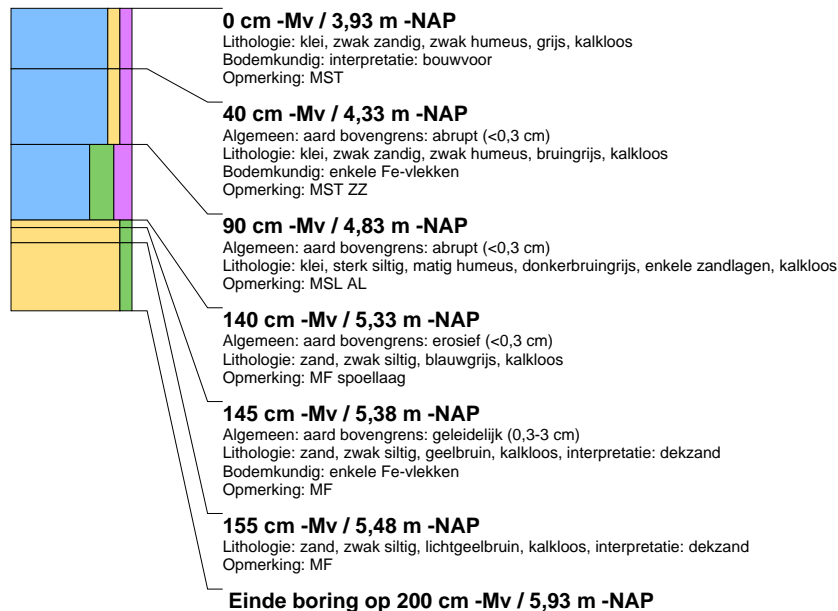 0 cm -Mv / 3,93 m -NAP
Lithologie: klei, zwak zandig, zwak humeus, grijs, kalkloos
Bodemkundig: interpretatie: bouwvoor
Opmerking: MST
40 cm -Mv / 4,33 m -NAP
Algemeen: aard bovengrens: abrupt (<0,3 cm)
Lithologie: klei, zwak zandig, zwak humeus, bruingrijs, kalkloos
Bodemkundig: enkele Fe-vlekken
Opmerking: MST ZZ
90 cm -Mv / 4,83 m -NAP
Algemeen: aard bovengrens: abrupt (<0,3 cm)
Lithologie: klei, sterk siltig, matig humeus, donkerbruingrijs, enkele zandlagen, kalkloos
Opmerking: MSL AL
140 cm -Mv / 5,33 m -NAP
Algemeen: aard bovengrens: erosief (<0,3 cm)
Lithologie: zand, zwak siltig, blauwgrijs, kalkloos
Opmerking: MF spoellaag
145 cm -Mv / 5,38 m -NAP
Algemeen: aard bovengrens: geleidelijk (0,3-3 cm)
Lithologie: zand, zwak siltig, geelbruin, kalkloos, interpretatie: dekzand
Bodemkundig: enkele Fe-vlekken
Opmerking: MF
155 cm -Mv / 5,48 m -NAP
Lithologie: zand, zwak siltig, lichtgeelbruin, kalkloos, interpretatie: dekzand
Opmerking: MF
Einde boring op 200 cm -Mv / 5,93 m -NAP